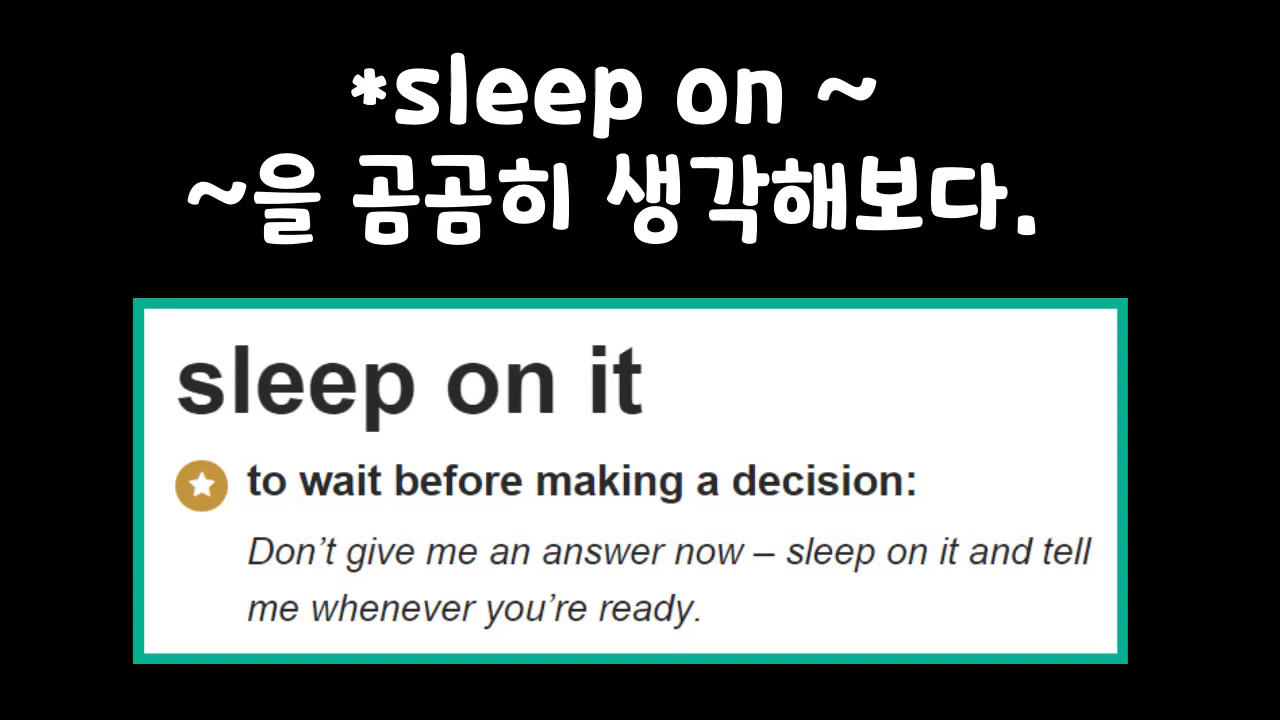 *sleep on ~
~을 곰곰히 생각해보다.
sleep on it
to wait before making a decision:
Don’t give me an answer now – sleep on it and tell
me whenever you’re ready.